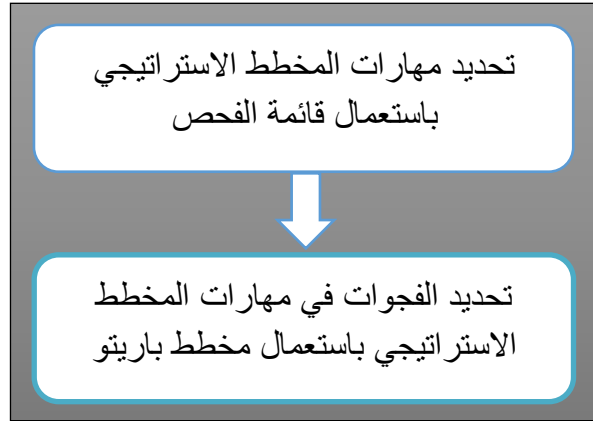 تحديد مهارات المخطط الاستراتيجي
باستعمال قائمة الفحص
تحديد الفجوات في مهارات المخطط
الاستراتيجي باستعمال مخطط باريتو